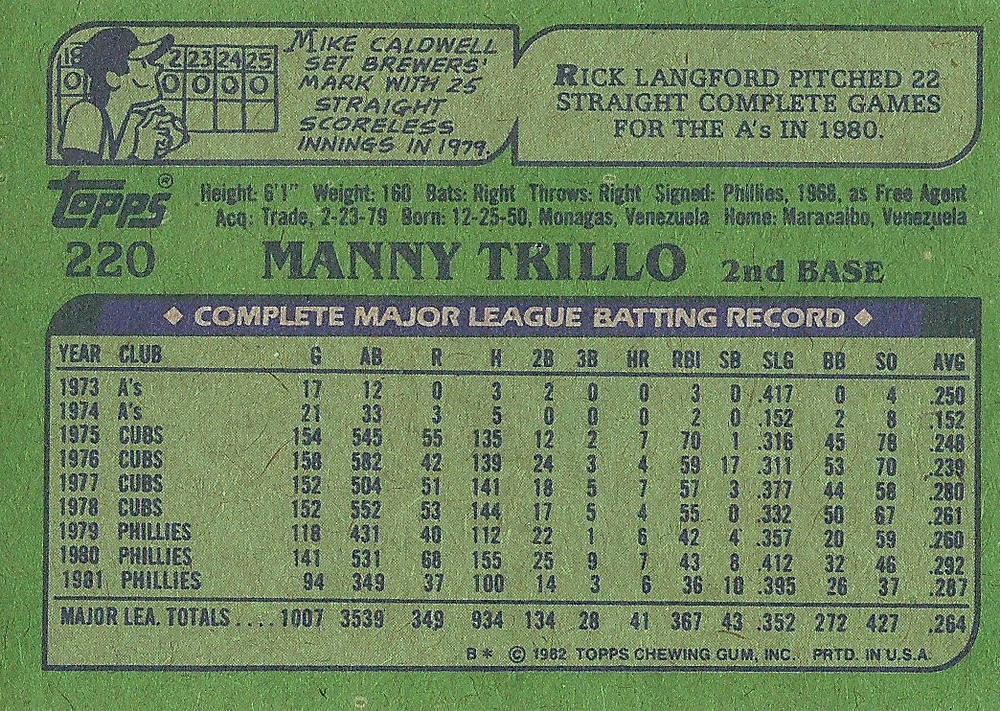 18 22 23 24 25
0 0 0 0 0
MIKE CALDWELL
SET BREWERS'
MARK WITH 25
STRAIGHT
SCORELESS
INNINGS IN 1979.
RICK LANGFORD PITCHED 22
STRAIGHT COMPLETE GAMES
FOR THE A's IN 1980.
Topps®
Height: 6'1" Weight: 160 Bats: Right Throws: Right Signed: Phillies, 1968, as Free Agent
Acq: Trade, 2-23-79 Born: 12-25-50, Monagas, Venezuela Home: Maracaibo, Venezuela
220 MANNY TRILLO 2nd BASE
◆ COMPLETE MAJOR LEAGUE BATTING RECORD ◆
YEAR CLUB G AB R H 2B 3B HR RBI SB SLG BB SO AVG
1973 A's 17 12 0 3 2 0 0 3 0 .417 0 4 .250
1974 A's 21 33 3 5 0 0 0 2 0 .152 2 8 .152
1975 CUBS 154 545 55 135 12 2 7 70 1 .316 45 78 .248
1976 CUBS 158 582 42 139 24 3 4 59 17 .311 53 70 .239
1977 CUBS 152 504 51 141 18 5 7 57 3 .377 44 58 .280
1978 CUBS 152 552 53 144 17 5 4 55 0 .332 50 67 .261
1979 PHILLIES 118 431 40 112 22 1 6 42 4 .357 20 59 .260
1980 PHILLIES 141 531 68 155 25 9 7 43 8 .412 32 46 .292
1981 PHILLIES 94 349 37 100 14 3 6 36 10 .395 26 37 .287
MAJOR LEA. TOTALS .... 1007 3539 349 934 134 28 41 367 43 .352 272 427 .264
B* © 1982 TOPPS CHEWING GUM, INC. PRTD. IN U.S.A.